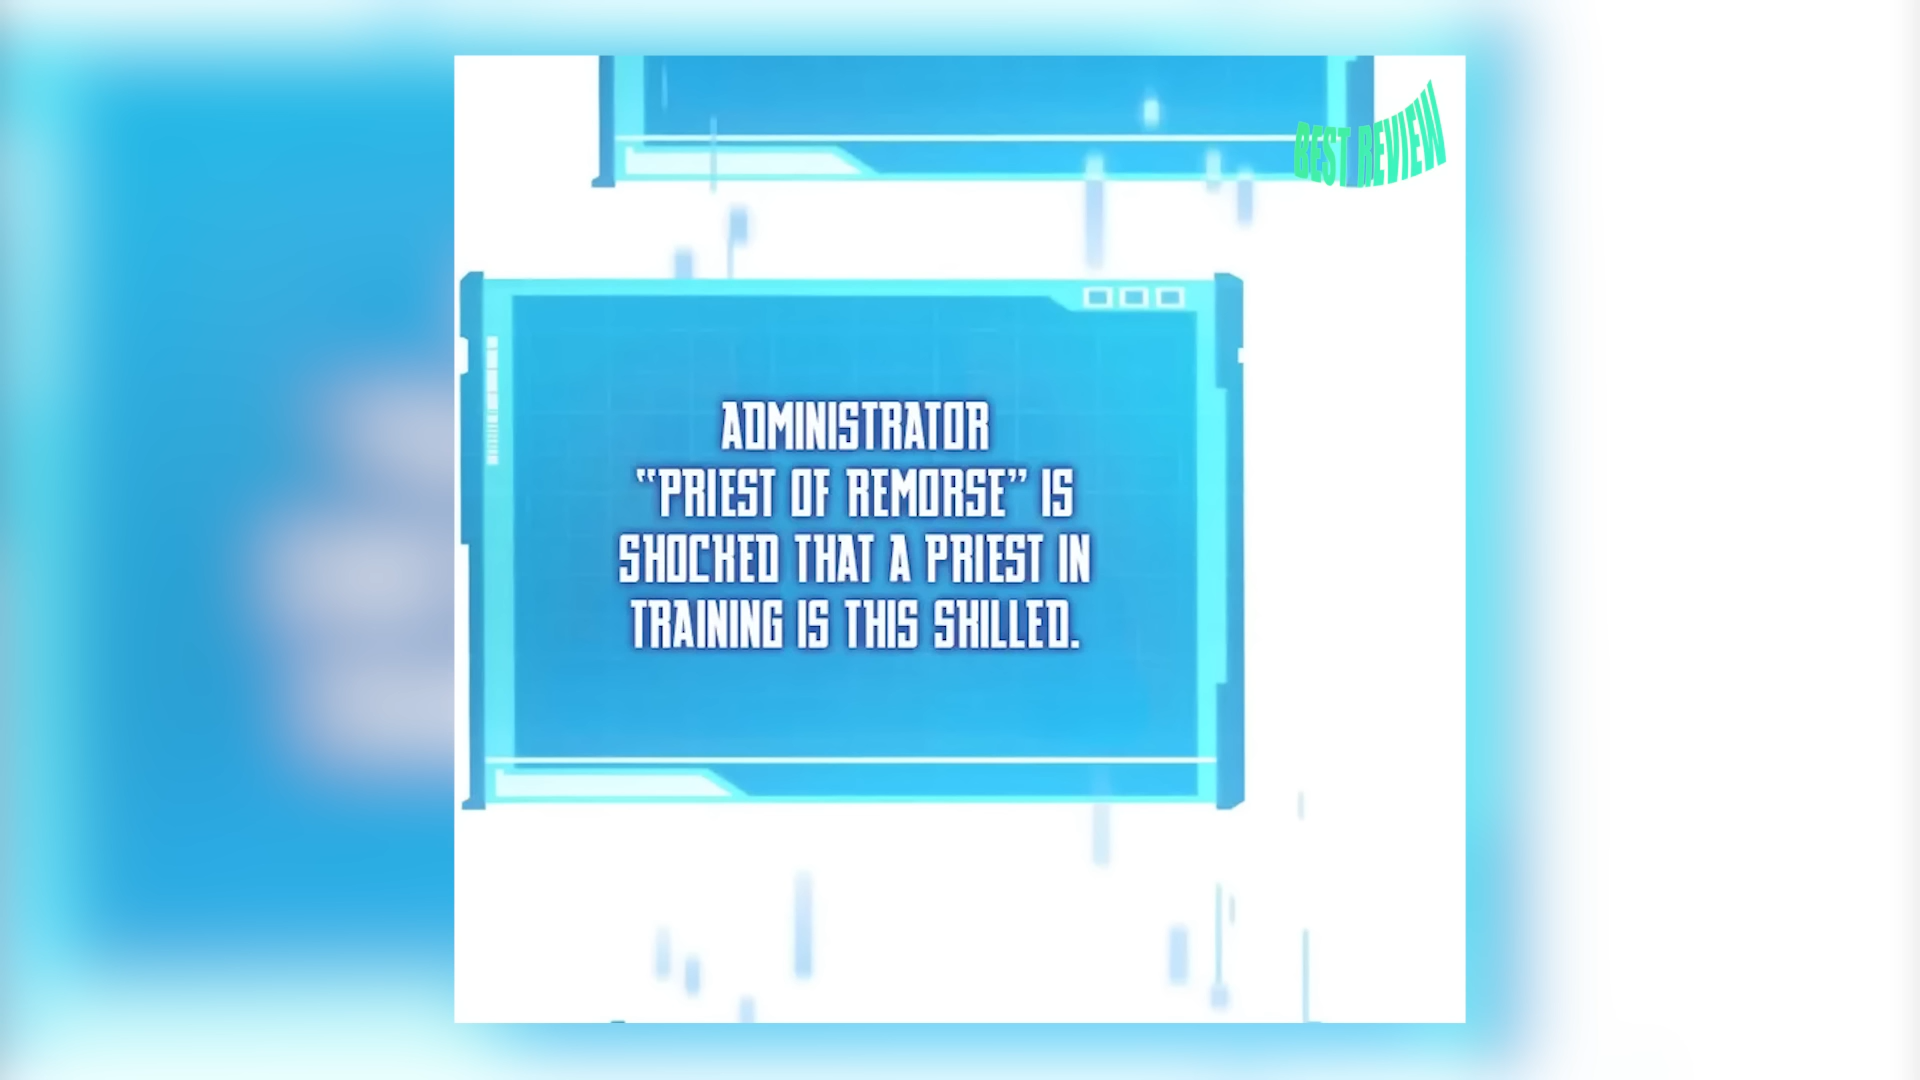 BEST REVIEW
ADMINISTRATOR
“PRIEST OF REMORSE” IS
SHOCKED THAT A PRIEST IN
TRAINING IS THIS SKILLED.